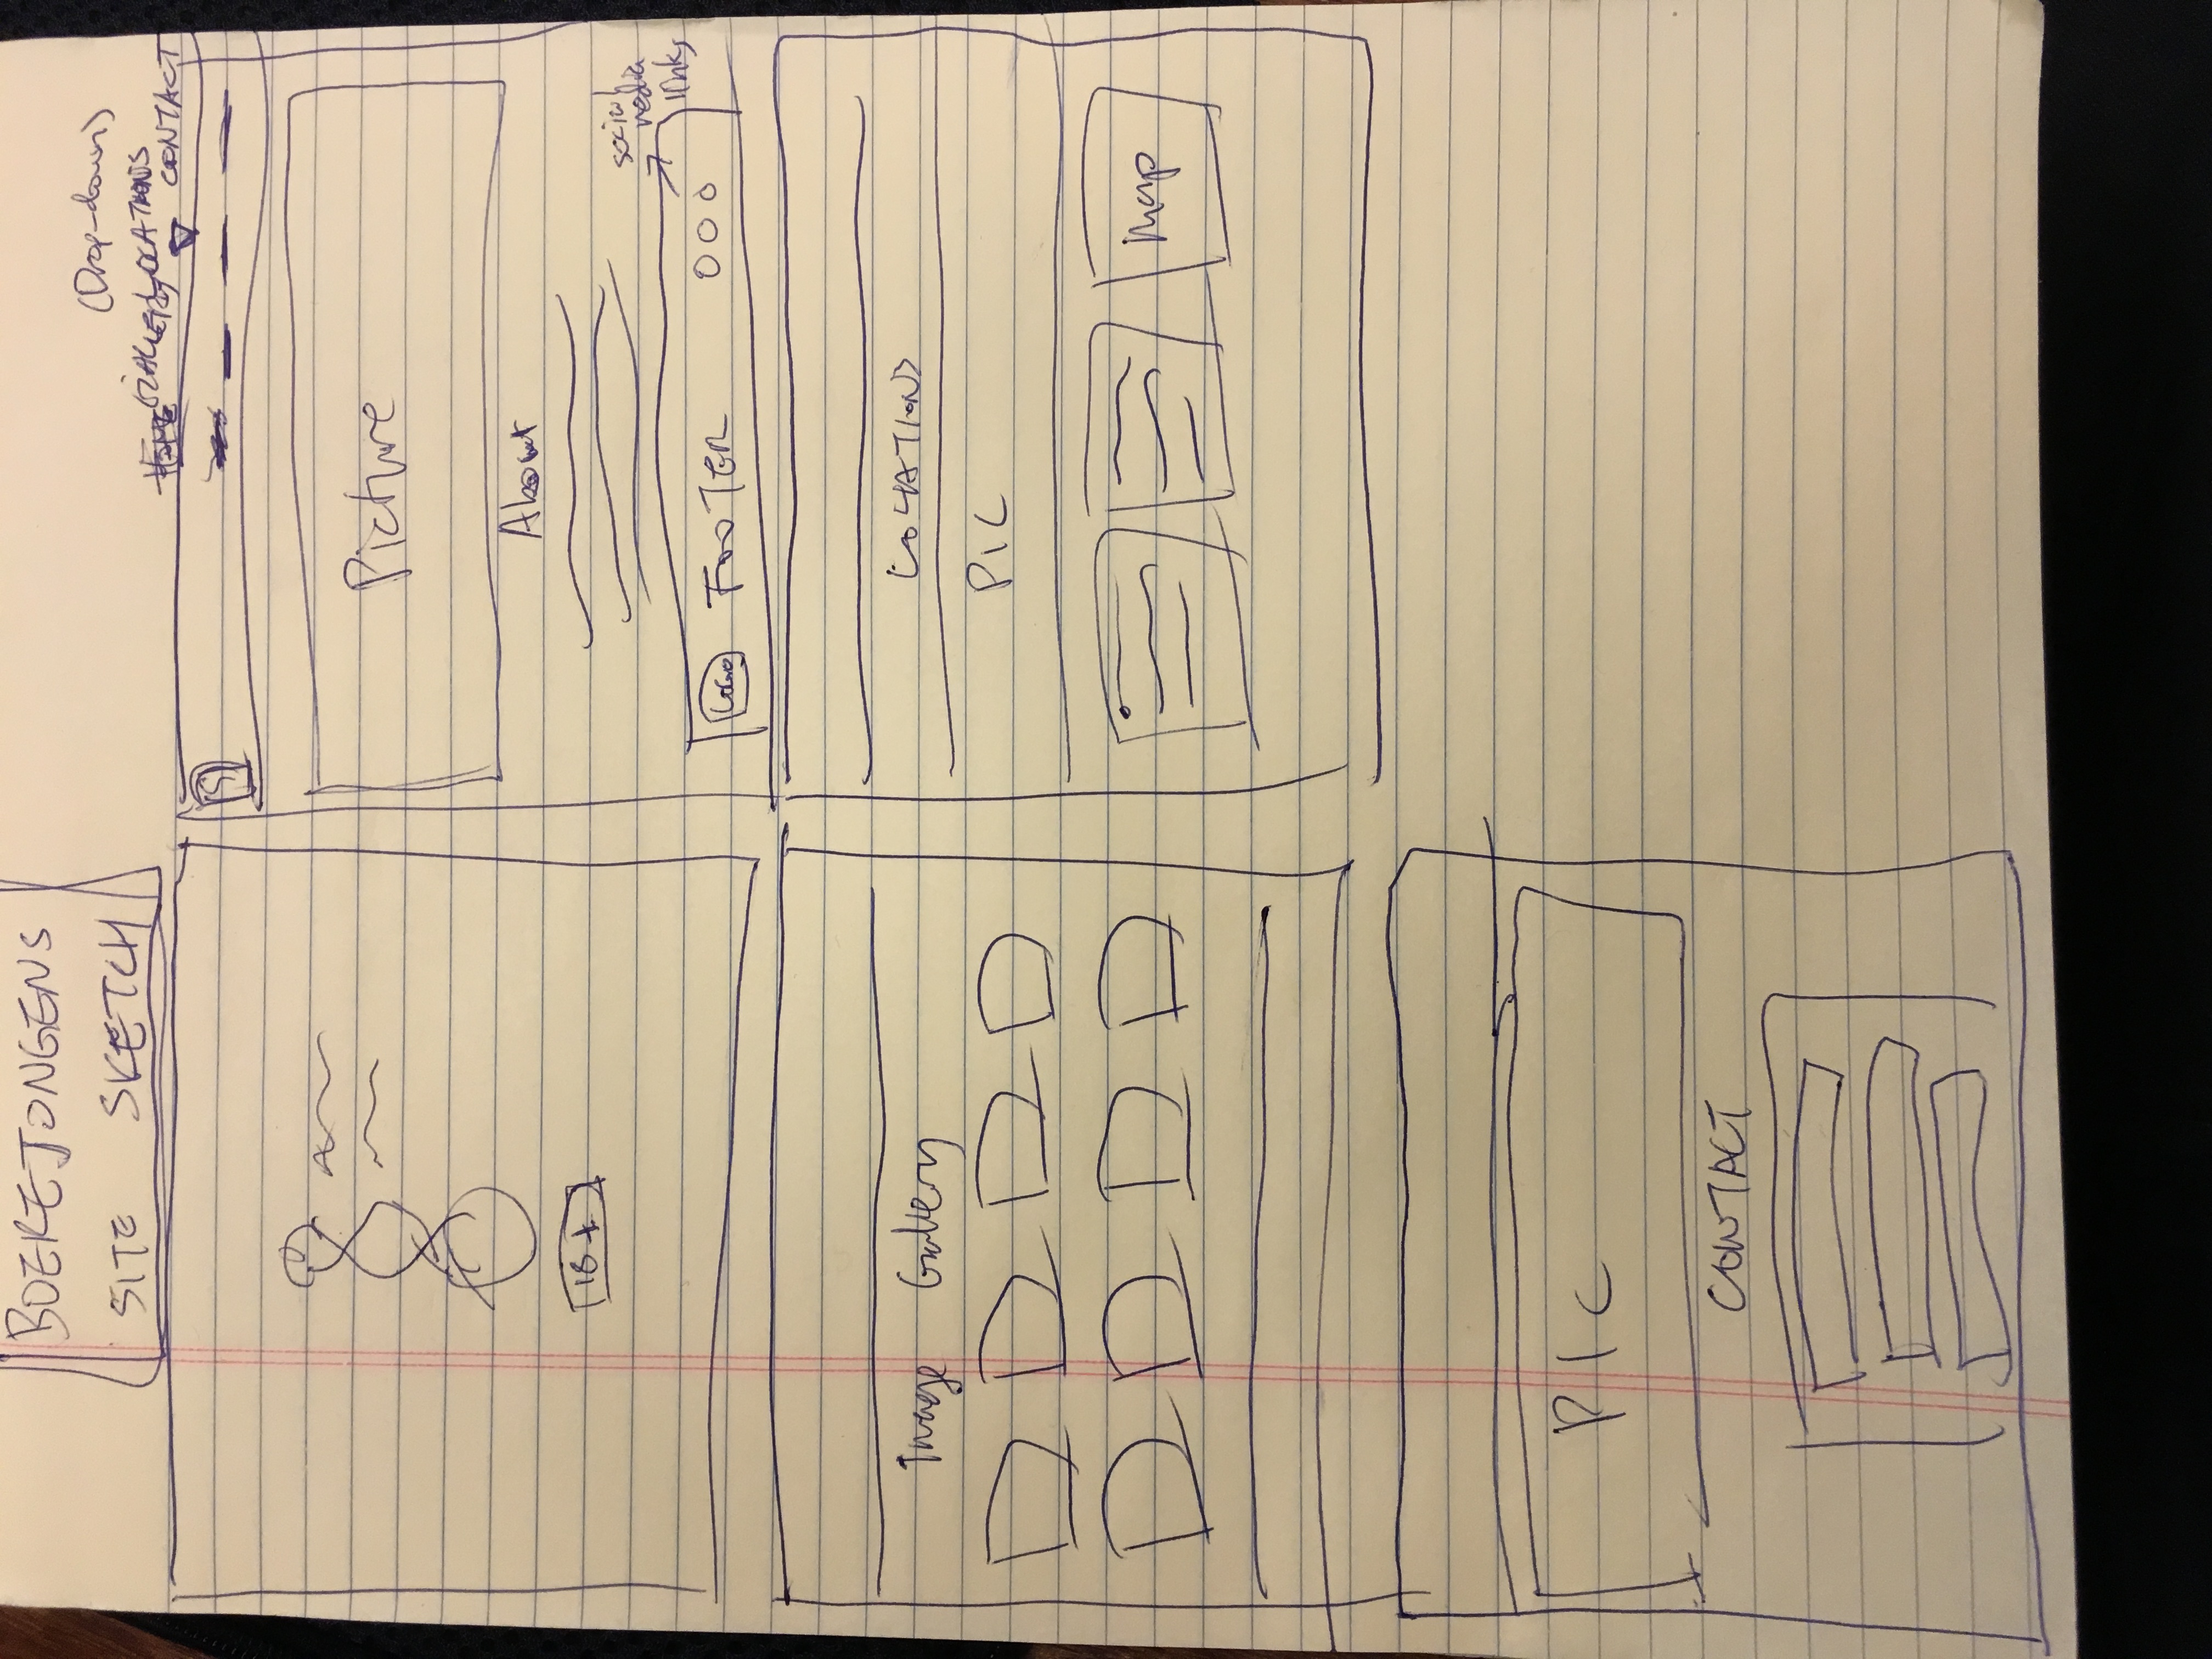 BOEREJONGENS
SITE SKETCH
(Drop-down)
HOME GALLERY LOCATIONS
CONTACT
Picture
About
18+
social
media
links
LOGO FOOTER
Image Gallery
LOCATIONS
PIC
Map
PIC
CONTACT